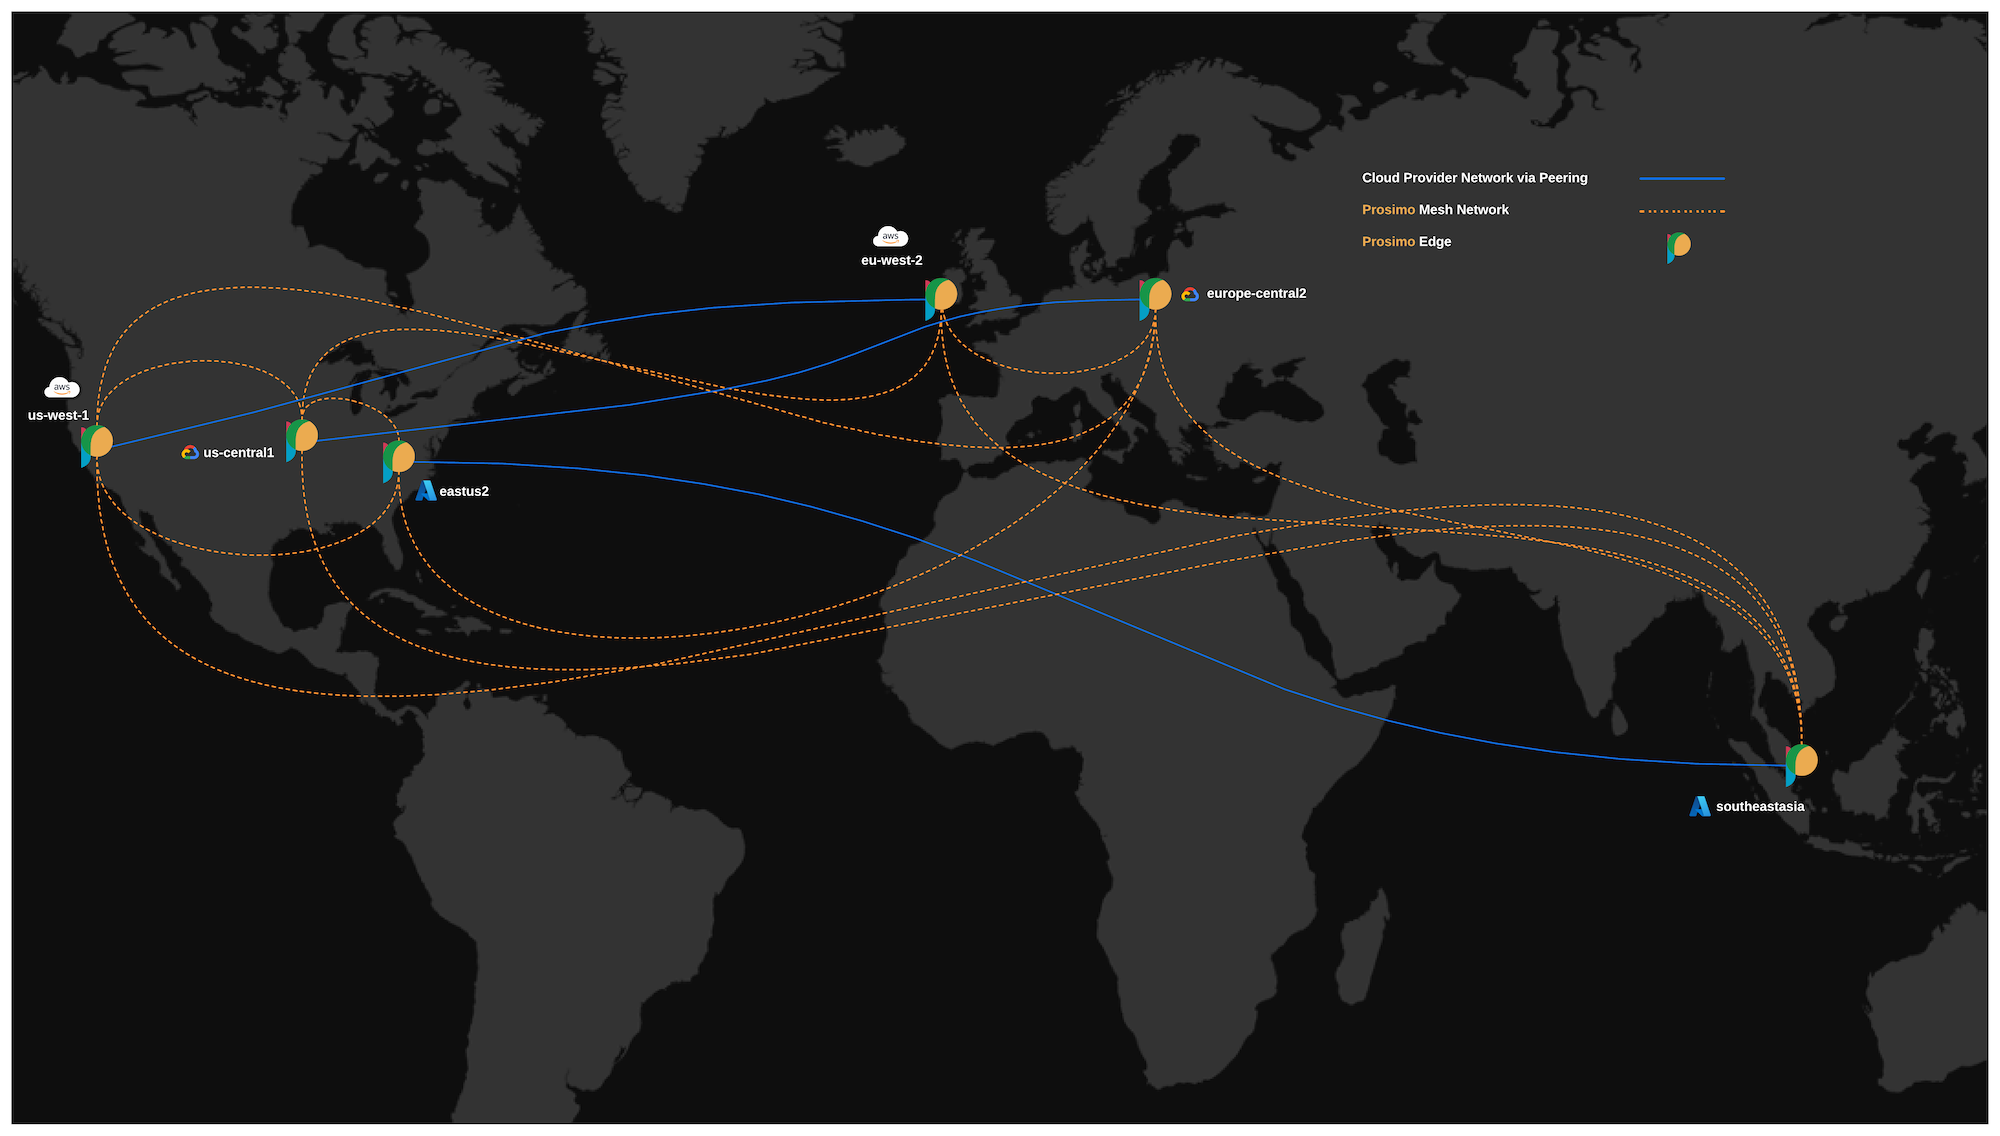 Cloud Provider Network via Peering
Prosimo Mesh Network
Prosimo Edge
aws
eu-west-2
europe-central2
aws
us-west-1
us-central1
eastus2
southeastasia